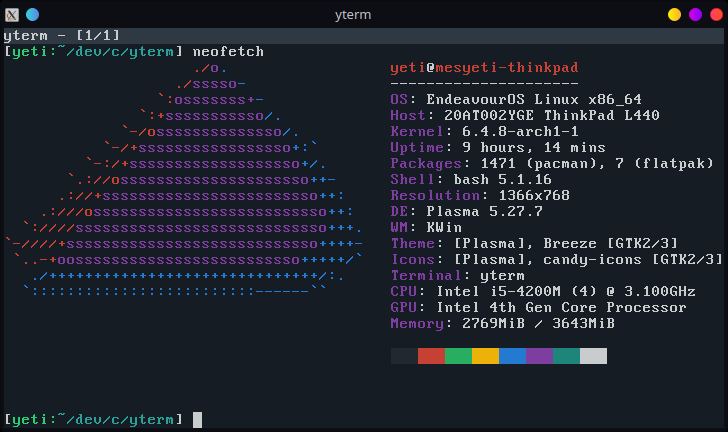 yterm
yterm - [1/1]
[yeti:~/dev/c/yterm] neofetch
./o. yeti@mesyeti-thinkpad
./sssso- ---------------------
`:osssssss+- OS: EndeavourOS Linux x86_64
`:+sssssssssso/. Host: 20AT002YGE ThinkPad L440
`-/ossssssssssssso/. Kernel: 6.4.8-arch1-1
`-/+sssssssssssssssso+:` Uptime: 9 hours, 14 mins
`-:/+sssssssssssssssssso+/. Packages: 1471 (pacman), 7 (flatpak)
`.://osssssssssssssssssssso++- Shell: bash 5.1.16
.://+ssssssssssssssssssssssso++: Resolution: 1366x768
.:///ossssssssssssssssssssssssso++: DE: Plasma 5.27.7
`:////ssssssssssssssssssssssssssso+++. WM: KWin
`-////+ssssssssssssssssssssssssssso++++- Theme: [Plasma], Breeze [GTK2/3]
`..-+oosssssssssssssssssssssssso+++++/` Icons: [Plasma], candy-icons [GTK2/3]
./++++++++++++++++++++++++++++++/:. Terminal: yterm
`:::::::::::::::::::::::::------`` CPU: Intel i5-4200M (4) @ 3.100GHz
GPU: Intel 4th Gen Core Processor
Memory: 2769MiB / 3643MiB
[yeti:~/dev/c/yterm]